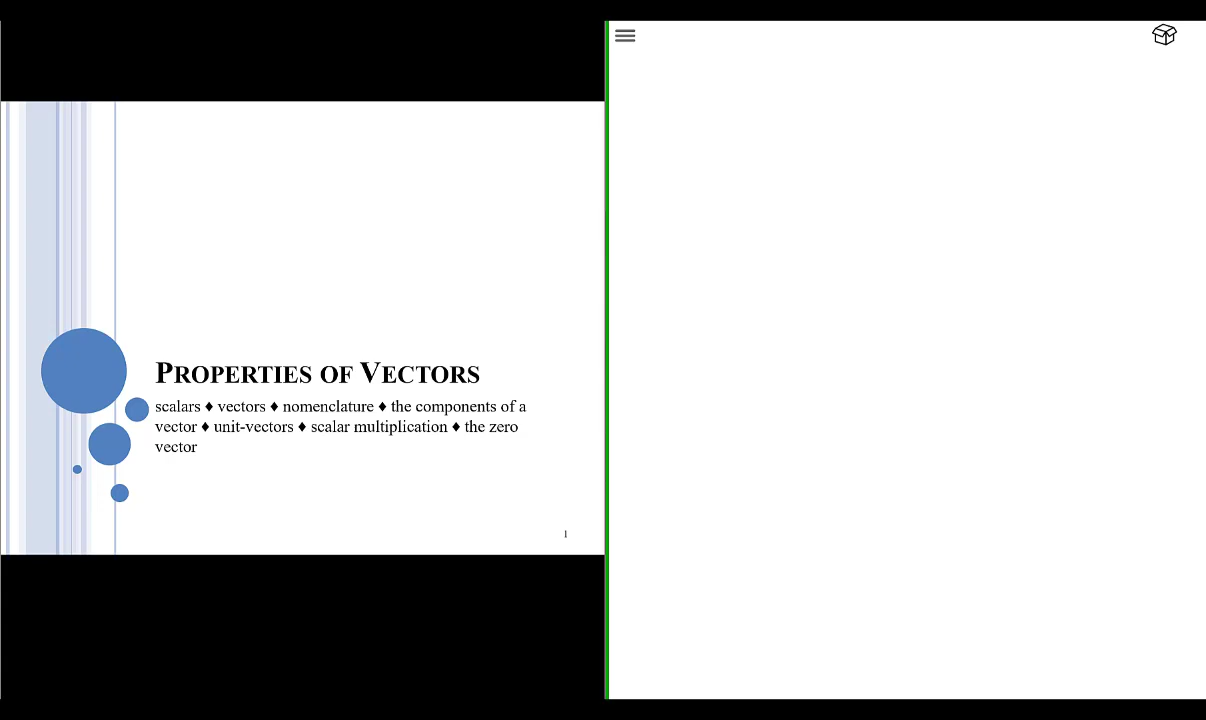 PROPERTIES OF VECTORS
scalars ♦ vectors ♦ nomenclature ♦ the components of a
vector ♦ unit-vectors ♦ scalar multiplication ♦ the zero
vector
1